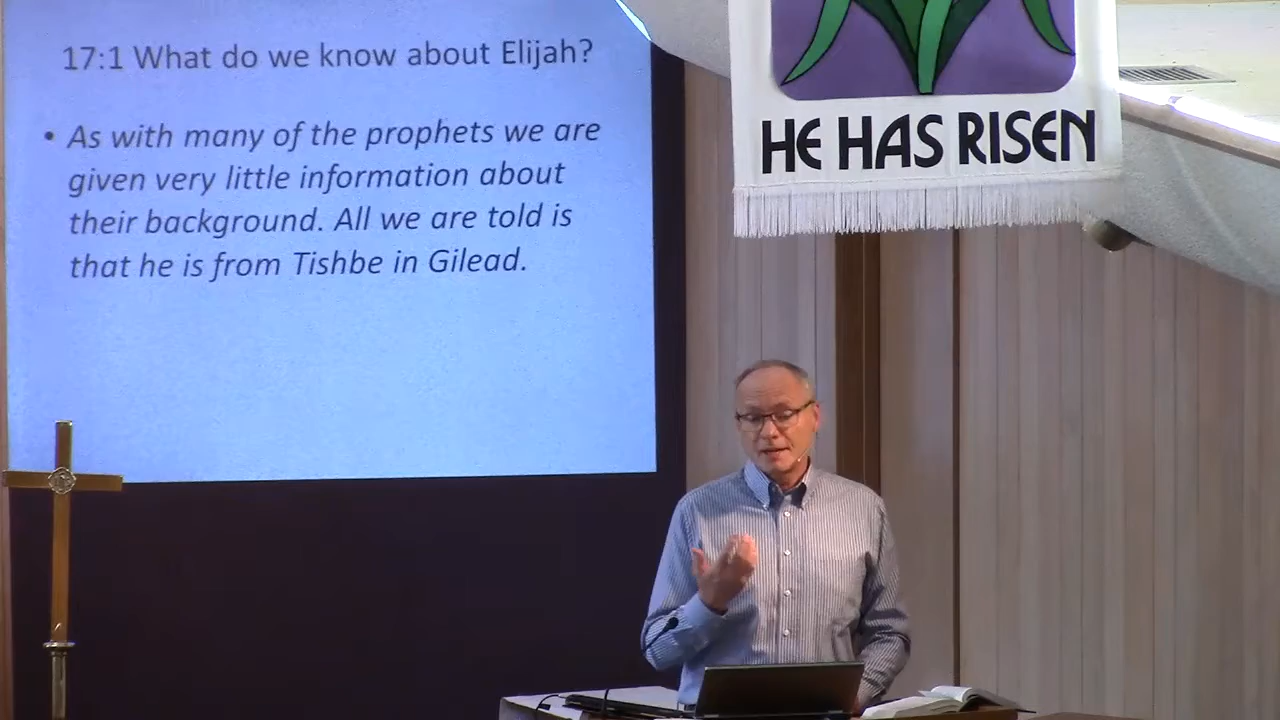 17:1 What do we know about Elijah?
• As with many of the prophets we are
given very little information about
their background. All we are told is
that he is from Tishbe in Gilead.
HE HAS RISEN